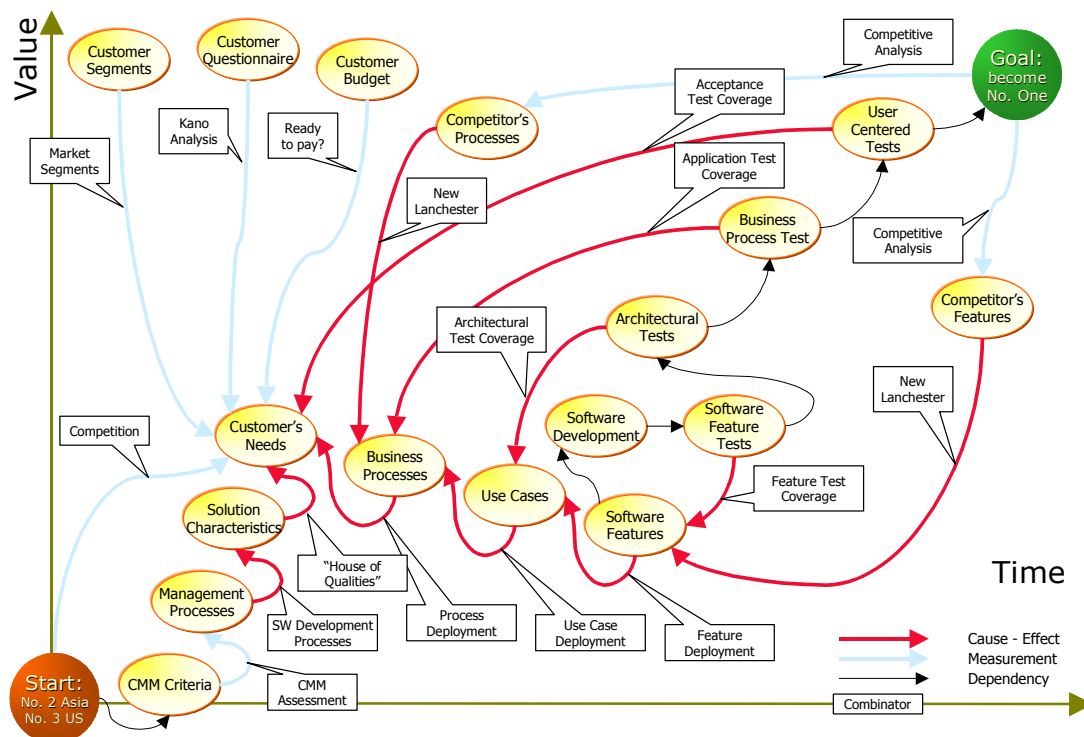 Value
Customer
Segments
Customer
Questionnaire
Customer
Budget
Competitive
Analysis
Goal:
become
No. One
Acceptance
Test Coverage
Competitor's
Processes
User
Centered
Tests
Kano
Analysis
Ready
to pay?
Market
Segments
Application Test
Coverage
New
Lanchester
Business
Process Test
Competitive
Analysis
Competitor's
Features
Architectural
Test Coverage
Architectural
Tests
New
Lanchester
Competition
Customer's
Needs
Software
Development
Software
Feature
Tests
Business
Processes
Use Cases
Feature Test
Coverage
Solution
Characteristics
Software
Features
"House of
Qualities"
Time
Management
Processes
SW Development
Processes
Process
Deployment
Use Case
Deployment
Feature
Deployment
Cause - Effect
Measurement
Dependency
Start:
No. 2 Asia
No. 3 US
CMM Criteria
CMM
Assessment
Combinator